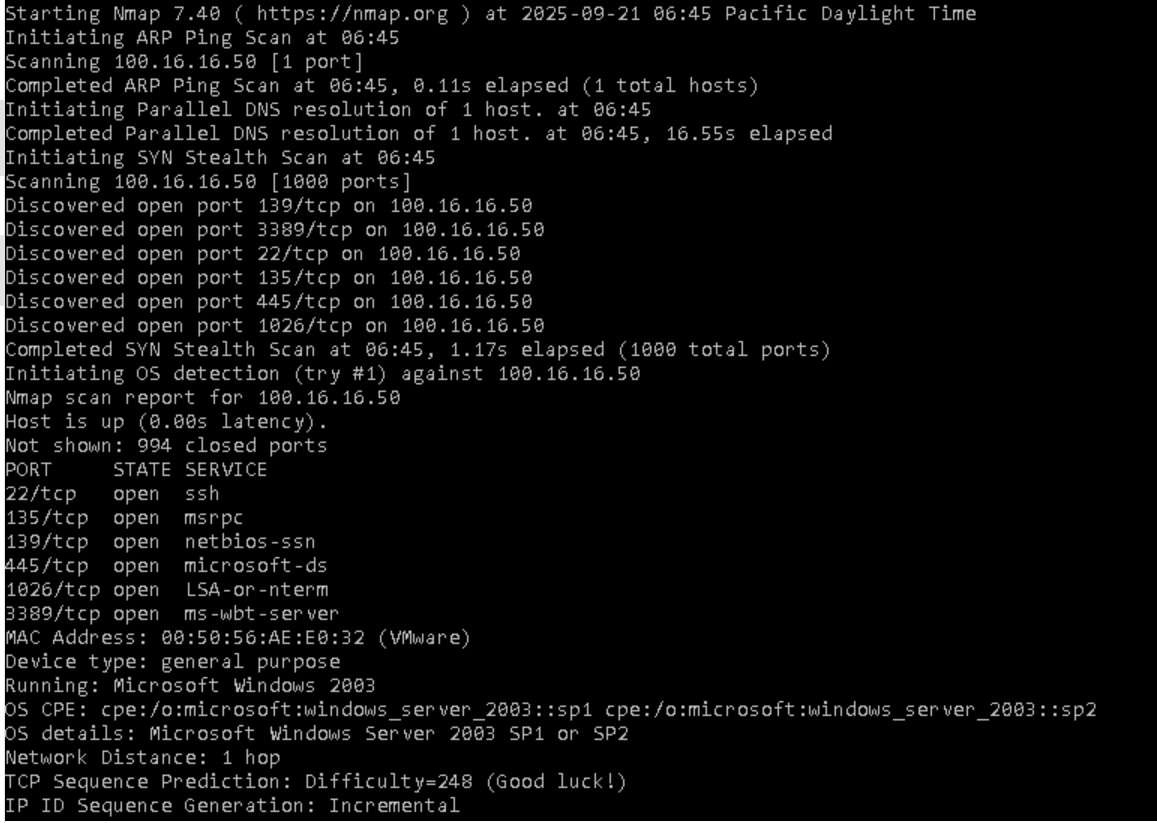 Starting Nmap 7.40 ( https://nmap.org ) at 2025-09-21 06:45 Pacific Daylight Time
Initiating ARP Ping Scan at 06:45
Scanning 100.16.16.50 [1 port]
Completed ARP Ping Scan at 06:45, 0.11s elapsed (1 total hosts)
Initiating Parallel DNS resolution of 1 host. at 06:45
Completed Parallel DNS resolution of 1 host. at 06:45, 16.55s elapsed
Initiating SYN Stealth Scan at 06:45
Scanning 100.16.16.50 [1000 ports]
Discovered open port 139/tcp on 100.16.16.50
Discovered open port 3389/tcp on 100.16.16.50
Discovered open port 22/tcp on 100.16.16.50
Discovered open port 135/tcp on 100.16.16.50
Discovered open port 445/tcp on 100.16.16.50
Discovered open port 1026/tcp on 100.16.16.50
Completed SYN Stealth Scan at 06:45, 1.17s elapsed (1000 total ports)
Initiating OS detection (try #1) against 100.16.16.50
Nmap scan report for 100.16.16.50
Host is up (0.00s latency).
Not shown: 994 closed ports
PORT     STATE SERVICE
22/tcp   open  ssh
135/tcp  open  msrpc
139/tcp  open  netbios-ssn
445/tcp  open  microsoft-ds
1026/tcp open  LSA-or-nterm
3389/tcp open  ms-wbt-server
MAC Address: 00:50:56:AE:E0:32 (VMware)
Device type: general purpose
Running: Microsoft Windows 2003
OS CPE: cpe:/o:microsoft:windows_server_2003::sp1 cpe:/o:microsoft:windows_server_2003::sp2
OS details: Microsoft Windows Server 2003 SP1 or SP2
Network Distance: 1 hop
TCP Sequence Prediction: Difficulty=248 (Good luck!)
IP ID Sequence Generation: Incremental